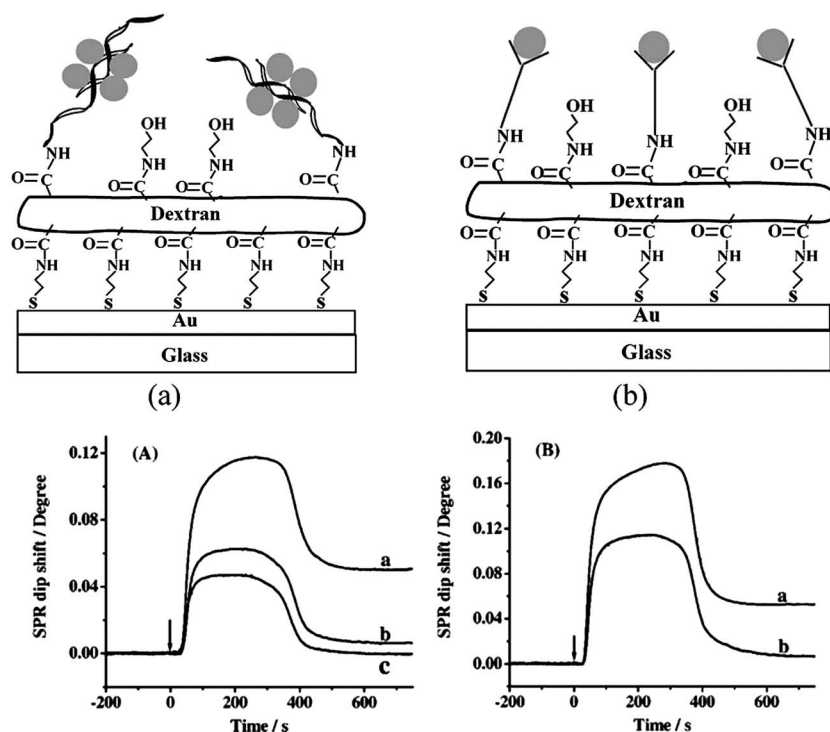 OH
OH
NH
NH
NH
NH
O=C
O=C
O=C
C=O
Dextran
O=C
O=C
O=C
O=C
O=C
NH
NH
NH
NH
NH
S
S
S
S
S
Au
Glass
(a)
OH
OH
NH
NH
NH
NH
NH
O=C
O=C
O=C
O=C
O=C
Dextran
O=C
O=C
O=C
O=C
O=C
NH
NH
NH
NH
NH
S
S
S
S
S
Au
Glass
(b)
(A)
SPR dip shift / Degree
0.12
0.08
0.04
0.00
a
b
c
-200 0 200 400 600
Time / s
(B)
SPR dip shift / Degree
0.20
0.16
0.12
0.08
0.04
0.00
a
b
-200 0 200 400 600
Time / s